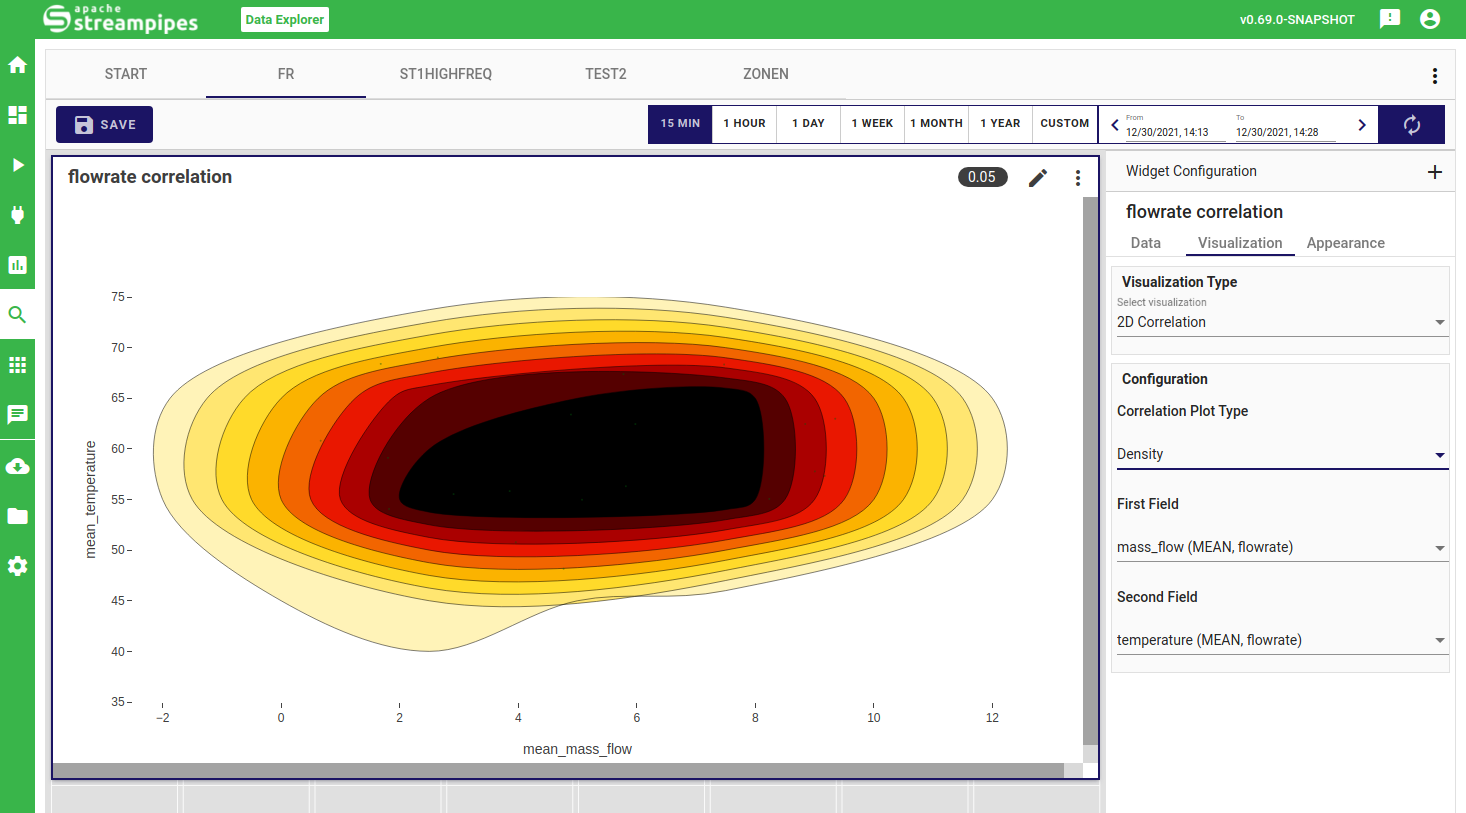 apache
streampipes
Data Explorer
v0.69.0-SNAPSHOT
START
FR
ST1HIGHFREQ
TEST2
ZONEN
SAVE
15 MIN
1 HOUR
1 DAY
1 WEEK
1 MONTH
1 YEAR
CUSTOM
From
12/30/2021, 14:13
To
12/30/2021, 14:28
flowrate correlation
0.05
75
70
65
60
55
50
45
40
35
mean_temperature
−2
0
2
4
6
8
10
12
mean_mass_flow
Widget Configuration
flowrate correlation
Data
Visualization
Appearance
Visualization Type
Select visualization
2D Correlation
Configuration
Correlation Plot Type
Density
First Field
mass_flow (MEAN, flowrate)
Second Field
temperature (MEAN, flowrate)